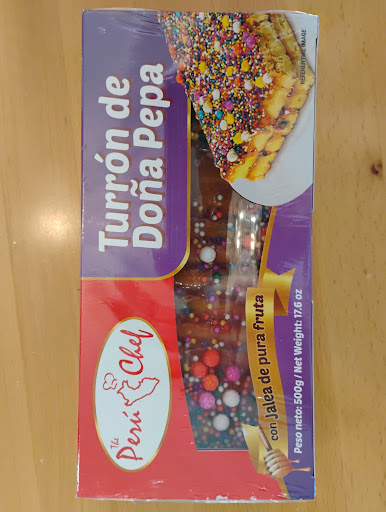 Turrón de
Doña Pepa
REFERENTIAL IMAGE
con Jalea de pura fruta
Peso neto: 500g / Net Weight: 17.6 oz
The
Perú Chef